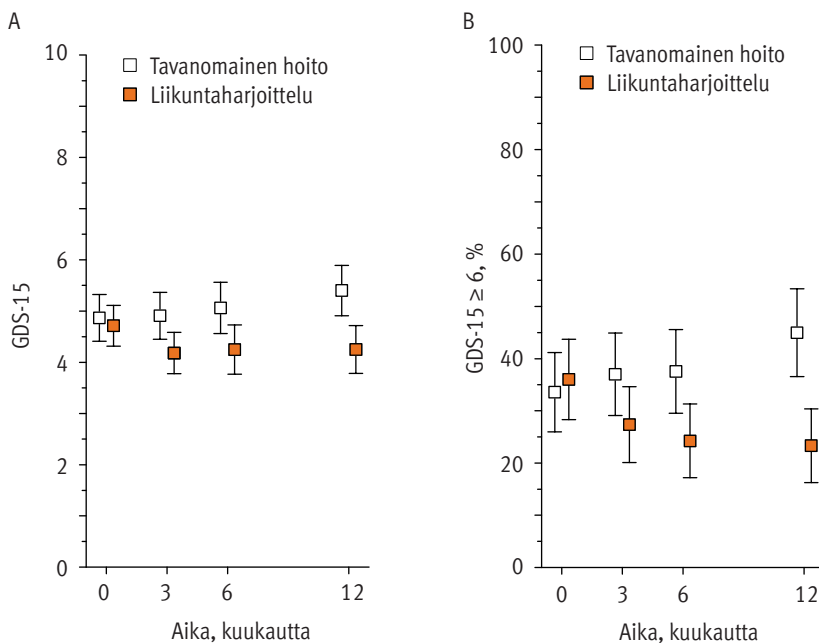 A
10
8
6
4
2
0
GDS-15
Tavanomainen hoito
Liikuntaharjoittelu
0 3 6 12
Aika, kuukautta
B
100
80
60
40
20
0
GDS-15 ≥ 6, %
Tavanomainen hoito
Liikuntaharjoittelu
0 3 6 12
Aika, kuukautta